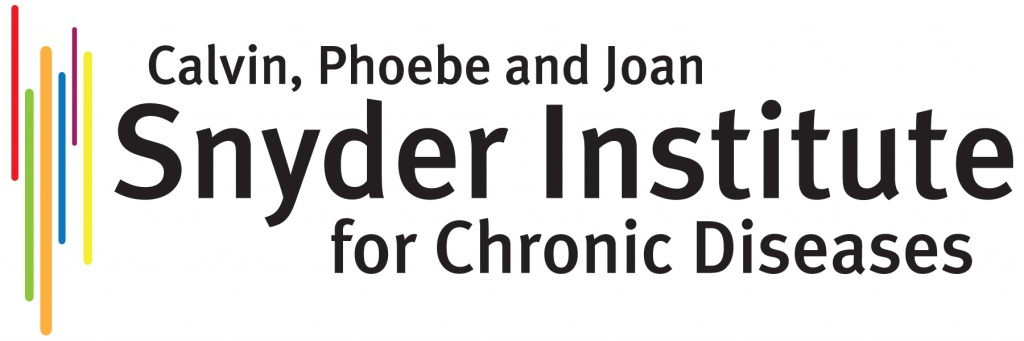 Calvin, Phoebe and Joan
Snyder Institute
for Chronic Diseases